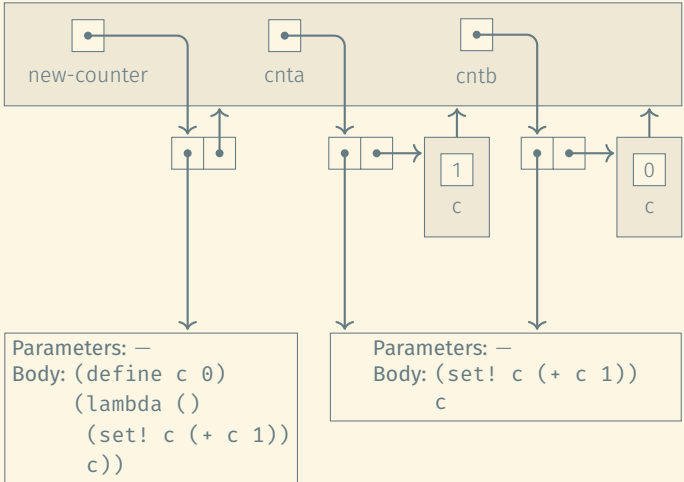 new-counter
cnta
cntb
1
c
0
c
Parameters: —
Body: (define c 0)
(lambda ()
(set! c (+ c 1))
c))
Parameters: —
Body: (set! c (+ c 1))
c